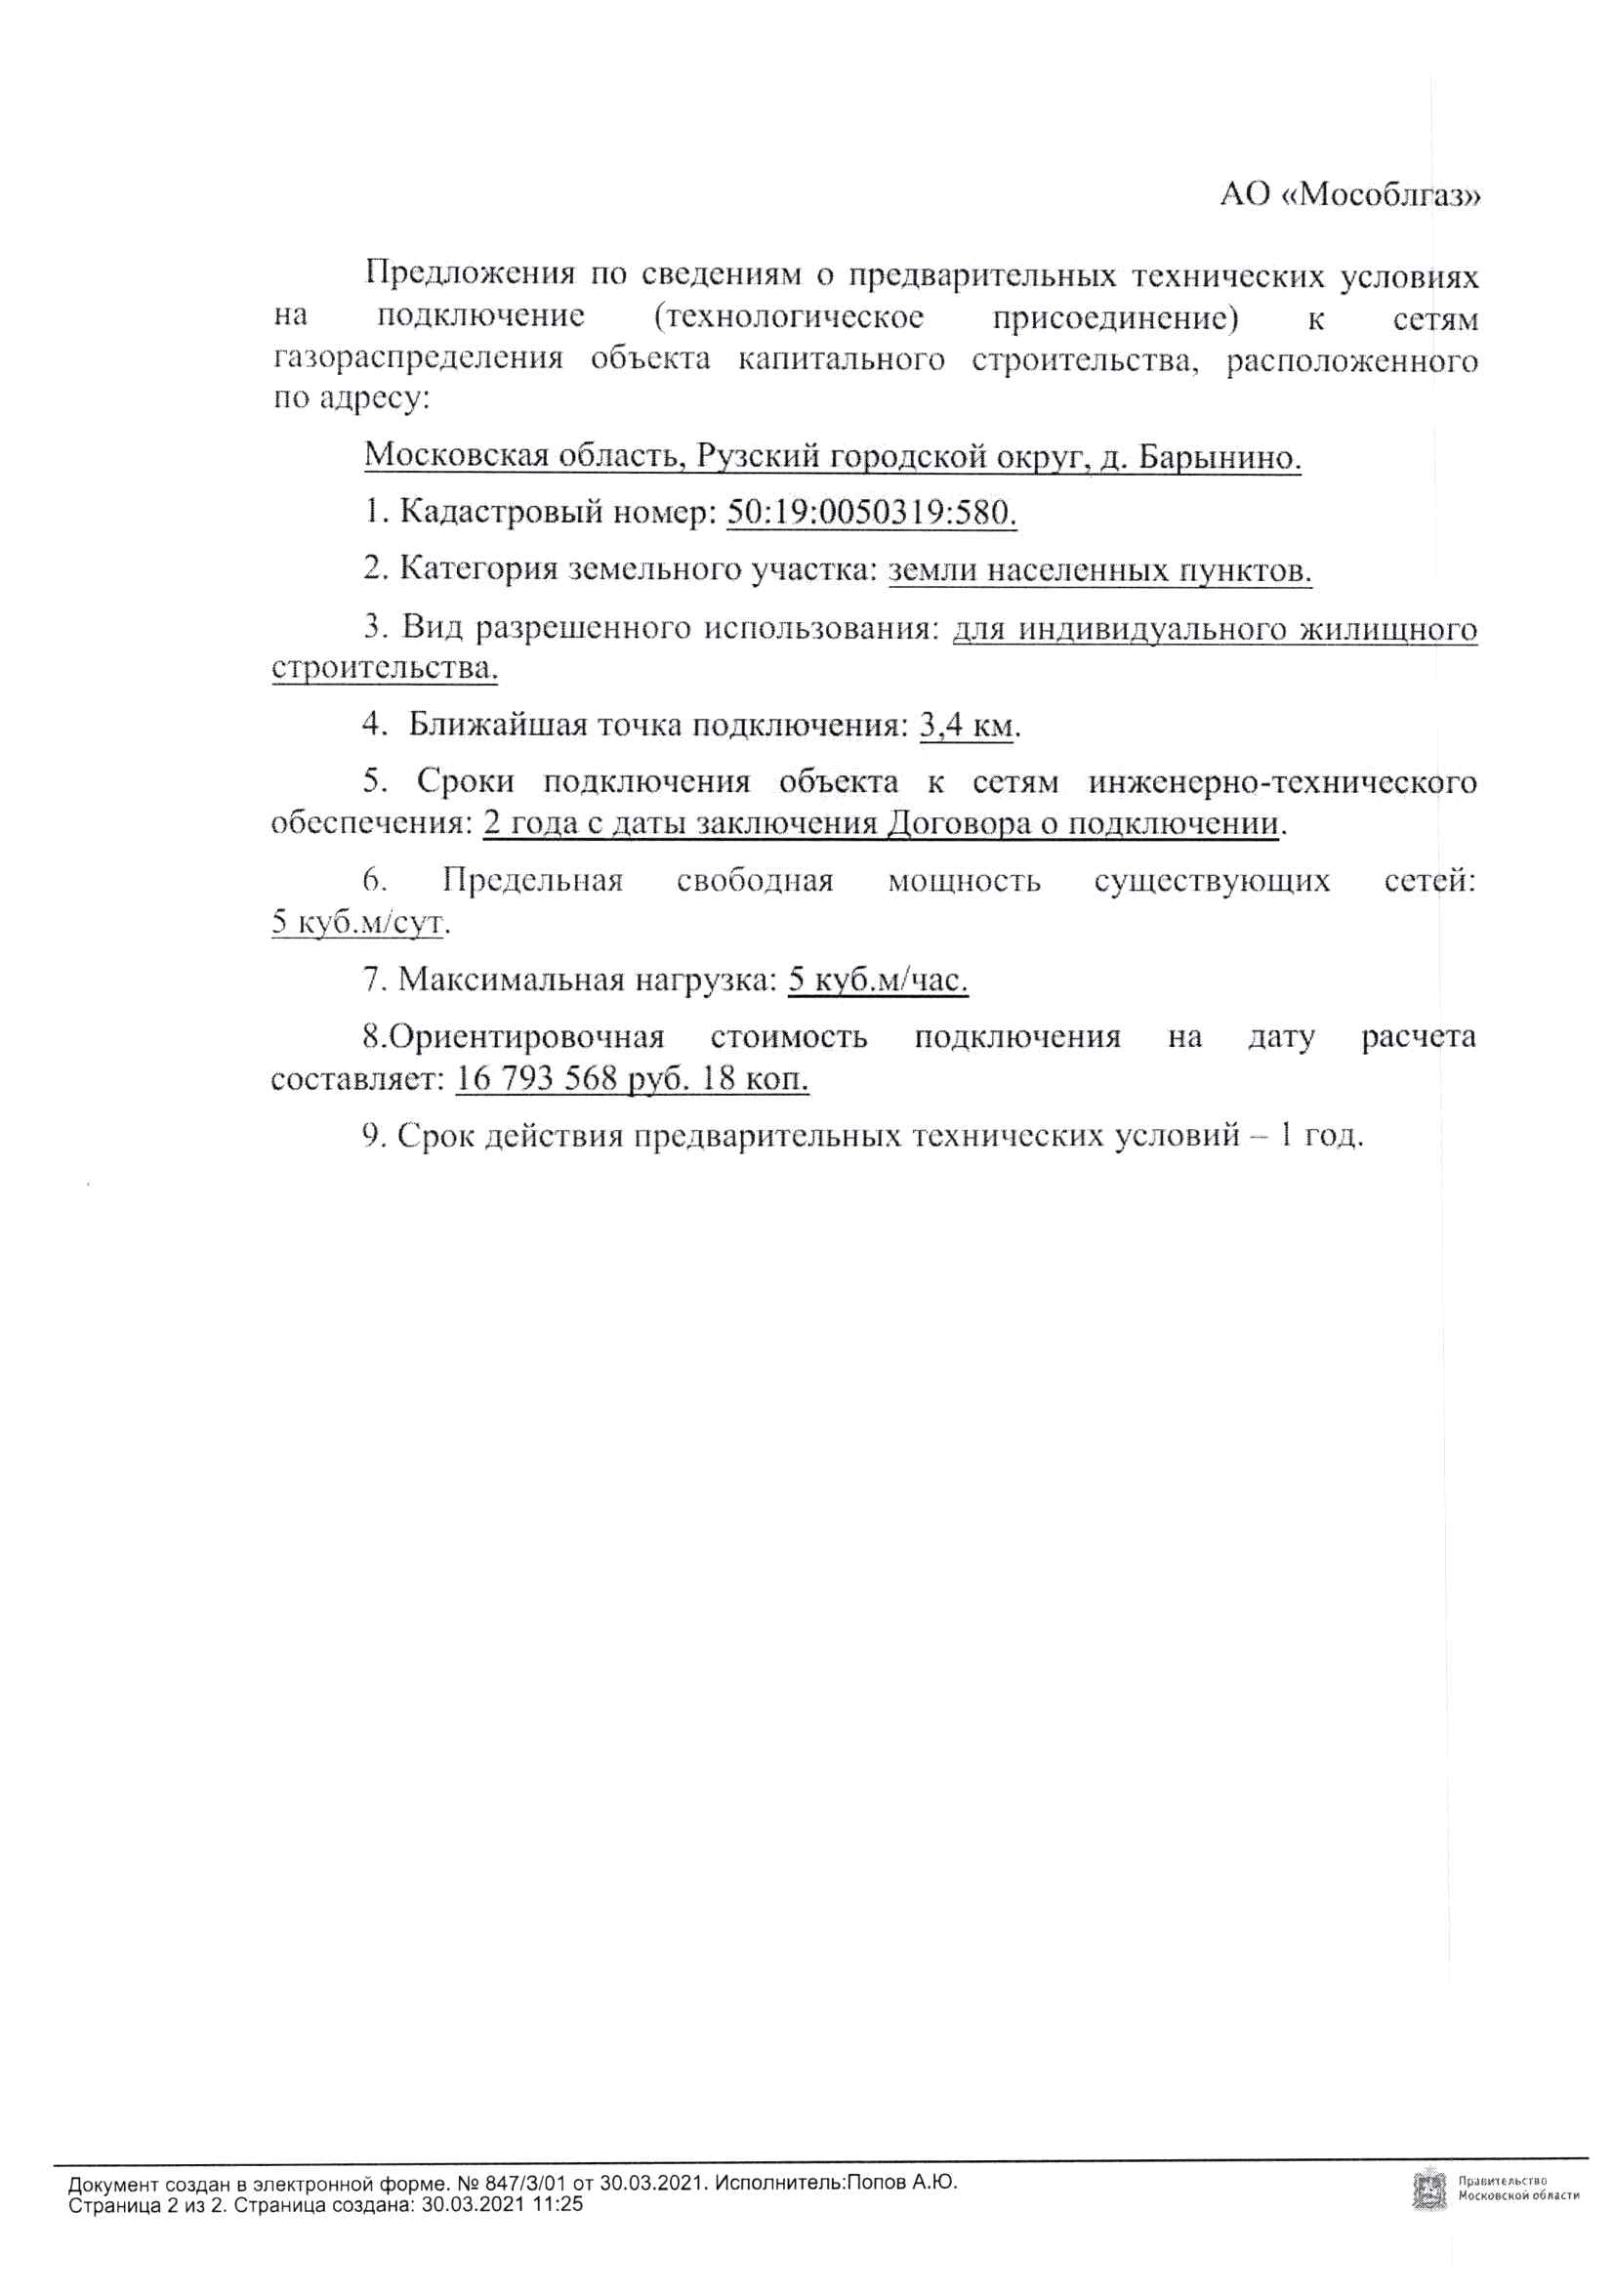 АО «Мособлгаз»
Предложения по сведениям о предварительных технических условиях
на подключение (технологическое присоединение) к сетям
газораспределения объекта капитального строительства, расположенного
по адресу:
Московская область, Рузский городской округ, д. Барынино.
1. Кадастровый номер: 50:19:0050319:580.
2. Категория земельного участка: земли населенных пунктов.
3. Вид разрешенного использования: для индивидуального жилищного
строительства.
4. Ближайшая точка подключения: 3,4 км.
5. Сроки подключения объекта к сетям инженерно-технического
обеспечения: 2 года с даты заключения Договора о подключении.
6. Предельная свободная мощность существующих сетей:
5 куб.м/сут.
7. Максимальная нагрузка: 5 куб.м/час.
8.Ориентировочная стоимость подключения на дату расчета
составляет: 16 793 568 руб. 18 коп.
9. Срок действия предварительных технических условий – 1 год.
Документ создан в электронной форме. № 847/3/01 от 30.03.2021. Исполнитель:Попов А.Ю.
Страница 2 из 2. Страница создана: 30.03.2021 11:25
Правительство
Московской области